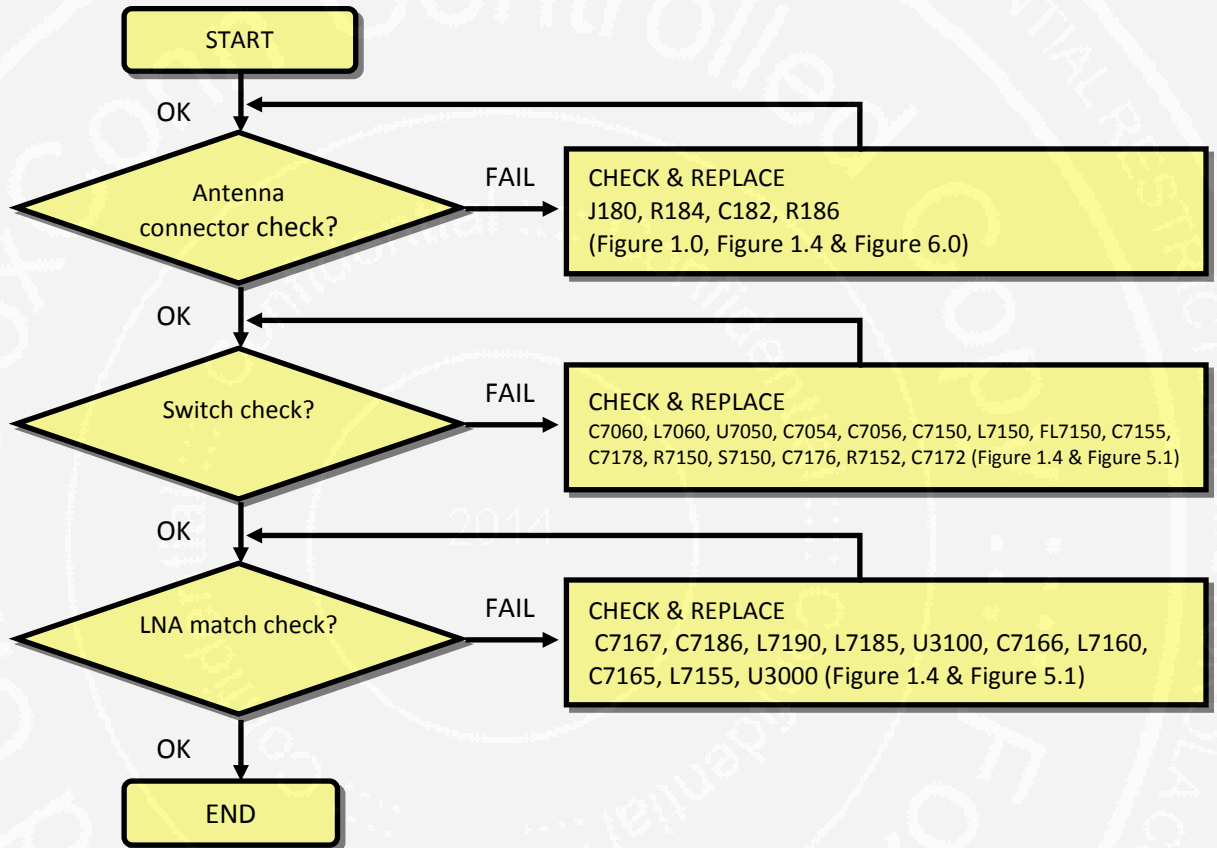 START
OK
Antenna
connector check?
FAIL
CHECK & REPLACE
J180, R184, C182, R186
(Figure 1.0, Figure 1.4 & Figure 6.0)
OK
Switch check?
FAIL
CHECK & REPLACE
C7060, L7060, U7050, C7054, C7056, C7150, L7150, FL7150, C7155,
C7178, R7150, S7150, C7176, R7152, C7172 (Figure 1.4 & Figure 5.1)
OK
2014
LNA match check?
FAIL
CHECK & REPLACE
C7167, C7186, L7190, L7185, U3100, C7166, L7160,
C7165, L7155, U3000 (Figure 1.4 & Figure 5.1)
OK
END